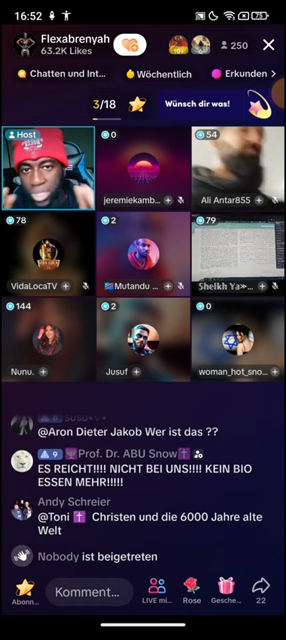 16:52
75
Flexabrenyah
63.2K Likes
250
Chatten und Int...
Wöchentlich
Erkunden
3/18
Wünsch dir was!
Host
0
54
jeremiekamb...
Ali Antar855
78
2
79
VidaLocaTV
Mutandu ...
Sheikh Ya»...
144
2
0
Nunu.
Jusuf
woman_hot_sno...
@Aron Dieter Jakob Wer ist das ??
9 Prof. Dr. ABU Snow✝️
ES REICHT!!!! NICHT BEI UNS!!!! KEIN BIO
ESSEN MEHR!!!!!
Andy Schreier
@Toni ✝️ Christen und die 6000 Jahre alte
Welt
Nobody ist beigetreten
Komment...
Abonn...
LIVE mi...
Rose
Gesche...
22